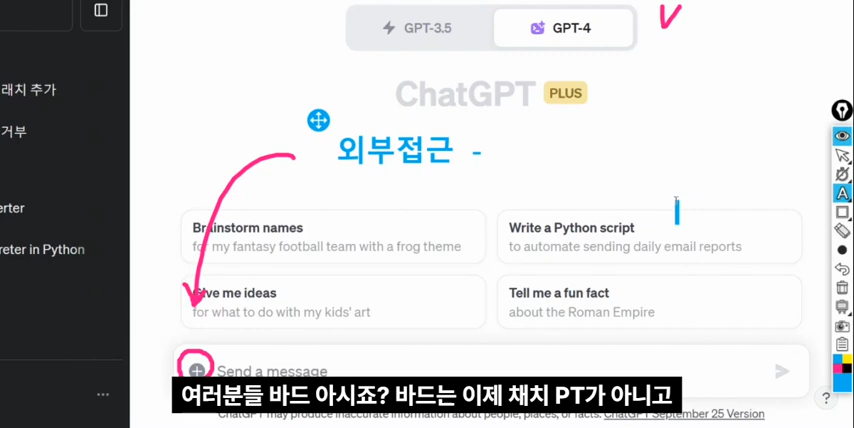 GPT-3.5 GPT-4
래치 추가
ChatGPT PLUS
거부
외부접근 -
erter
Brainstorm names
for my fantasy football team with a frog theme
Write a Python script
to automate sending daily email reports
reter in Python
Give me ideas
for what to do with my kids' art
Tell me a fun fact
about the Roman Empire
Send a message
여러분들 바드 아시죠? 바드는 이제 채치 PT가 아니고
ChatGPT may produce inaccurate information about people, places, or facts. ChatGPT September 25 Version
?
A